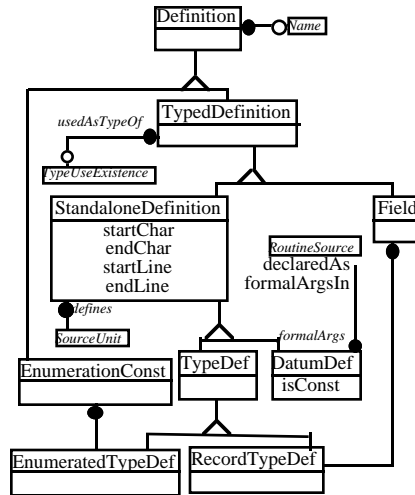 Definition
Name
usedAsTypeOf
TypedDefinition
TypeUseExistence
StandaloneDefinition
startChar
endChar
startLine
endLine
Field
RoutineSource
declaredAs
formalArgsIn
defines
SourceUnit
formalArgs
EnumerationConst
TypeDef
DatumDef
isConst
EnumeratedTypeDef
RecordTypeDef